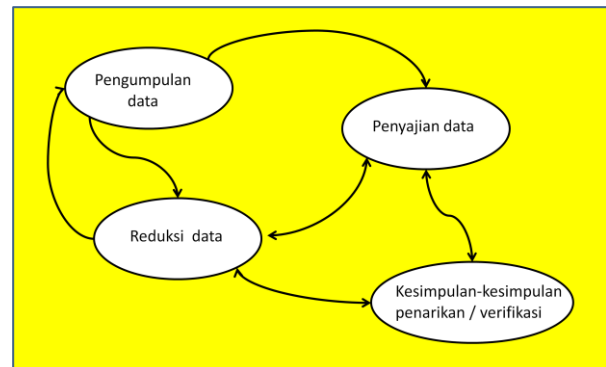 Pengumpulan
data
Penyajian data
Reduksi data
Kesimpulan-kesimpulan
penarikan / verifikasi